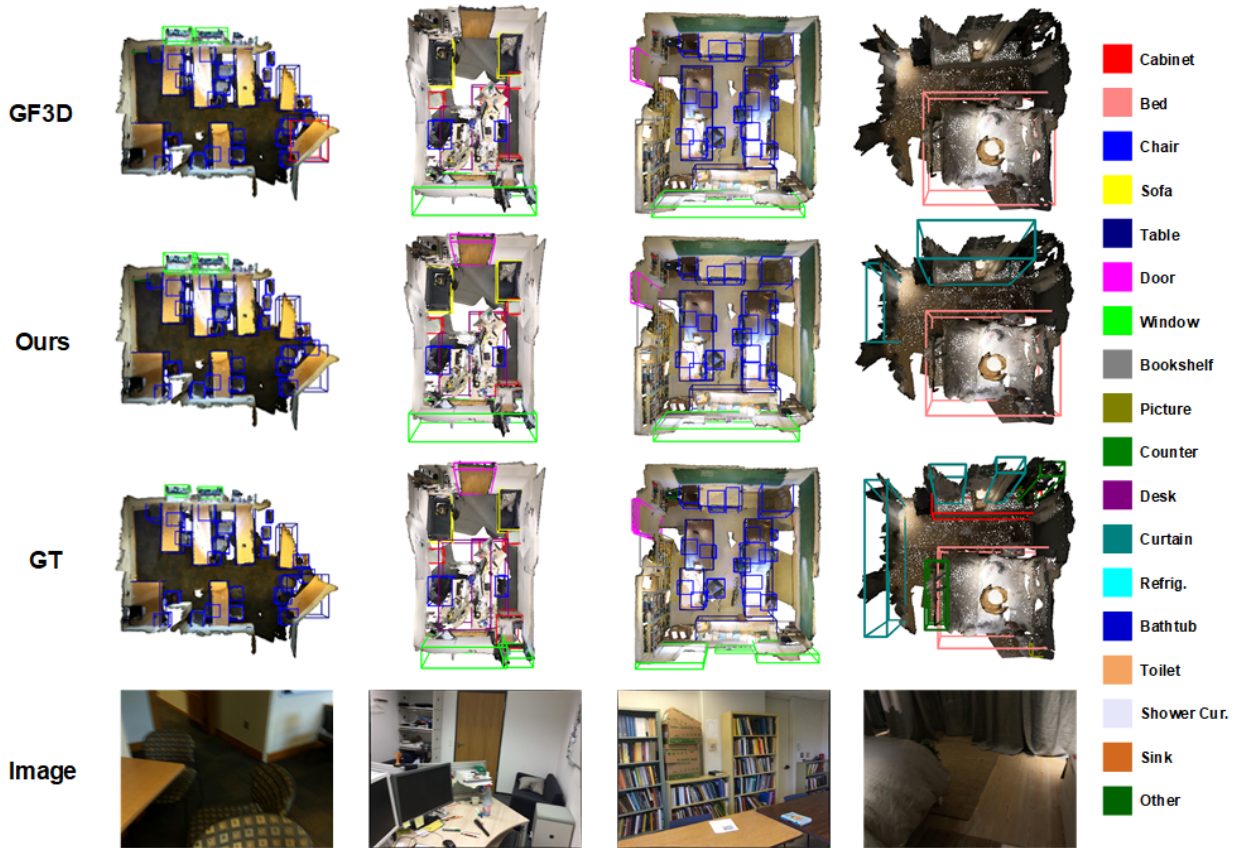 GF3D
Ours
GT
Image
Cabinet
Bed
Chair
Sofa
Table
Door
Window
Bookshelf
Picture
Counter
Desk
Curtain
Refrig.
Bathtub
Toilet
Shower Cur.
Sink
Other